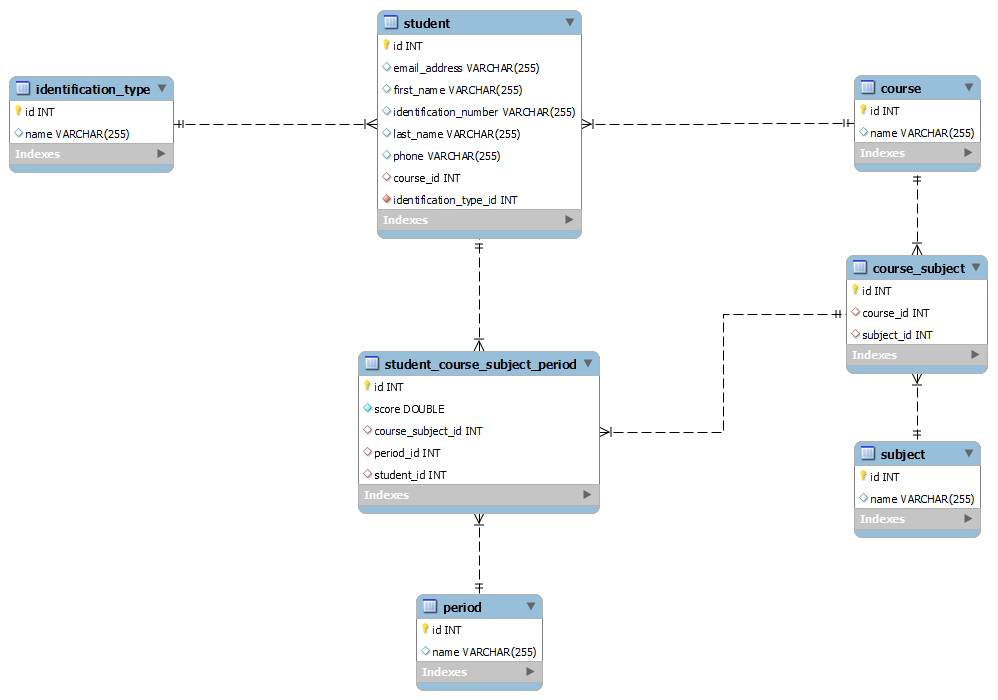 student
id INT
email_address VARCHAR(255)
first_name VARCHAR(255)
identification_number VARCHAR(255)
last_name VARCHAR(255)
phone VARCHAR(255)
course_id INT
identification_type_id INT
Indexes
identification_type
id INT
name VARCHAR(255)
Indexes
course
id INT
name VARCHAR(255)
Indexes
course_subject
id INT
course_id INT
subject_id INT
Indexes
student_course_subject_period
id INT
score DOUBLE
course_subject_id INT
period_id INT
student_id INT
Indexes
subject
id INT
name VARCHAR(255)
Indexes
period
id INT
name VARCHAR(255)
Indexes